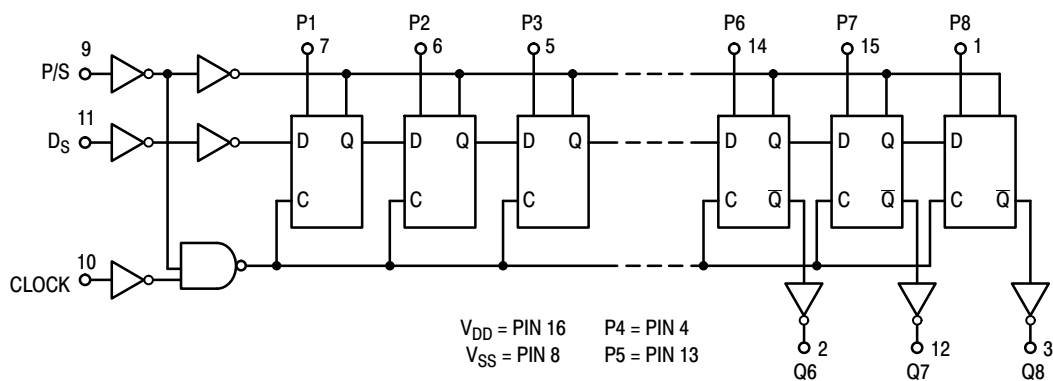 P1 P2 P3 P6 P7 P8
9 7 6 5 14 15 1
P/S
11
D_S D Q D Q D Q D Q D Q D
C C C C Q̅ C Q̅ C Q̅
10
CLOCK
V_DD = PIN 16 P4 = PIN 4
V_SS = PIN 8 P5 = PIN 13
2 12 3
Q6 Q7 Q8